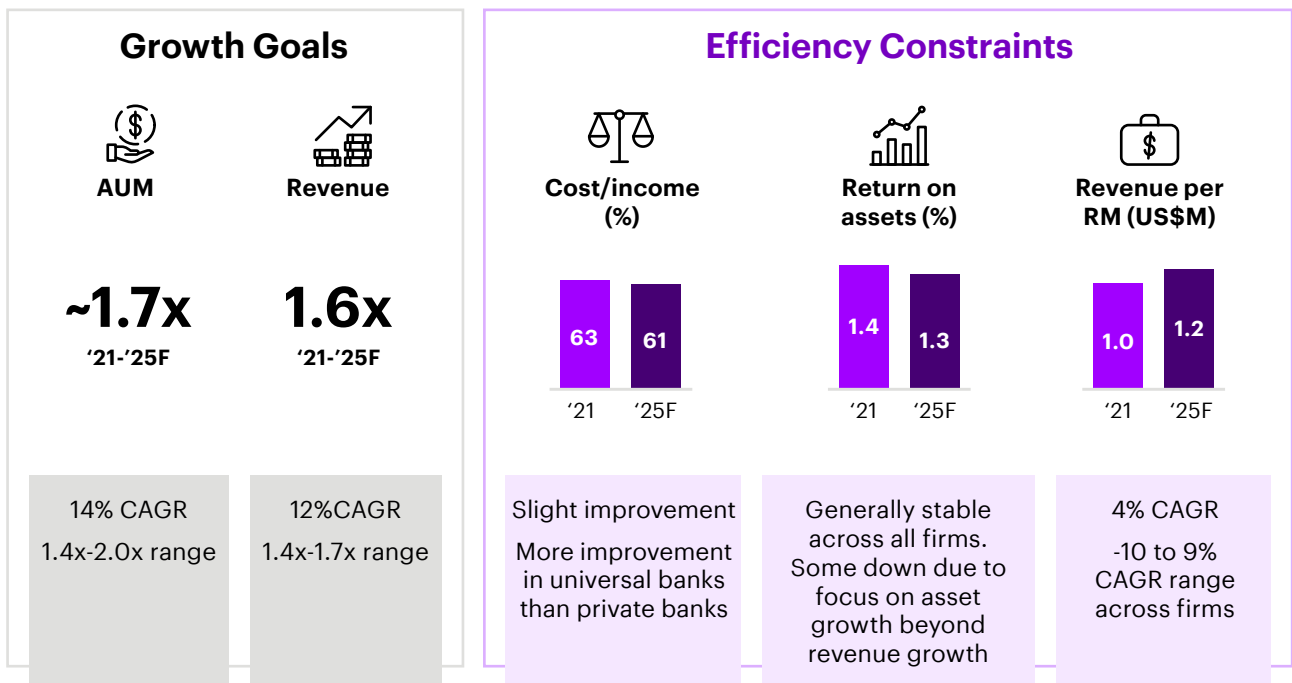 Growth Goals
AUM
Revenue
~1.7x
1.6x
‘21-’25F
‘21-’25F
14% CAGR
1.4x-2.0x range
12%CAGR
1.4x-1.7x range
Efficiency Constraints
Cost/income
(%)
Return on
assets (%)
Revenue per
RM (US$M)
63
61
‘21
‘25F
1.4
1.3
‘21
‘25F
1.0
1.2
‘21
‘25F
Slight improvement
More improvement
in universal banks
than private banks
Generally stable
across all firms.
Some down due to
focus on asset
growth beyond
revenue growth
4% CAGR
-10 to 9%
CAGR range
across firms